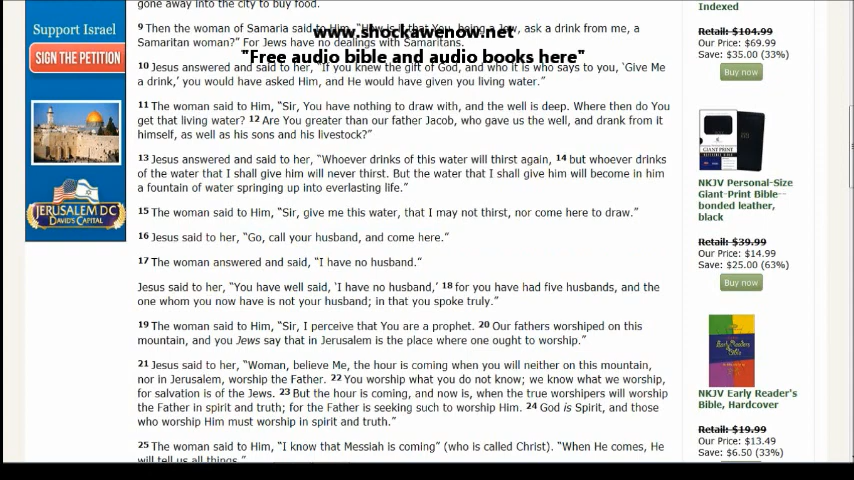 gone away into the city to buy food.
9 Then the woman of Samaria said to Him, "How is it that You, being a Jew, ask a drink from me, a
Samaritan woman?" For Jews have no dealings with Samaritans.
www.shockawenow.net
"Free audio bible and audio books here"
10 Jesus answered and said to her, "If you knew the gift of God, and who it is who says to you, 'Give Me
a drink,' you would have asked Him, and He would have given you living water."
11 The woman said to Him, "Sir, You have nothing to draw with, and the well is deep. Where then do You
get that living water? 12 Are You greater than our father Jacob, who gave us the well, and drank from it
himself, as well as his sons and his livestock?"
13 Jesus answered and said to her, "Whoever drinks of this water will thirst again, 14 but whoever drinks
of the water that I shall give him will never thirst. But the water that I shall give him will become in him
a fountain of water springing up into everlasting life."
15 The woman said to Him, "Sir, give me this water, that I may not thirst, nor come here to draw."
16 Jesus said to her, "Go, call your husband, and come here."
17 The woman answered and said, "I have no husband."
Jesus said to her, "You have well said, 'I have no husband,' 18 for you have had five husbands, and the
one whom you now have is not your husband; in that you spoke truly."
19 The woman said to Him, "Sir, I perceive that You are a prophet. 20 Our fathers worshiped on this
mountain, and you Jews say that in Jerusalem is the place where one ought to worship."
21 Jesus said to her, "Woman, believe Me, the hour is coming when you will neither on this mountain,
nor in Jerusalem, worship the Father. 22 You worship what you do not know; we know what we worship,
for salvation is of the Jews. 23 But the hour is coming, and now is, when the true worshipers will worship
the Father in spirit and truth; for the Father is seeking such to worship Him. 24 God is Spirit, and those
who worship Him must worship in spirit and truth."
25 The woman said to Him, "I know that Messiah is coming" (who is called Christ). "When He comes, He
will tell us all things."
Support Israel
SIGN THE PETITION
JERUSALEM DC
DAVID'S CAPITAL
Indexed
Retail: $104.99
Our Price: $69.99
Save: $35.00 (33%)
Buy now
NKJV Personal-Size
Giant-Print Bible--
bonded leather,
black
Retail: $39.99
Our Price: $14.99
Save: $25.00 (63%)
Buy now
NKJV Early Reader's
Bible, Hardcover
Retail: $19.99
Our Price: $13.49
Save: $6.50 (33%)